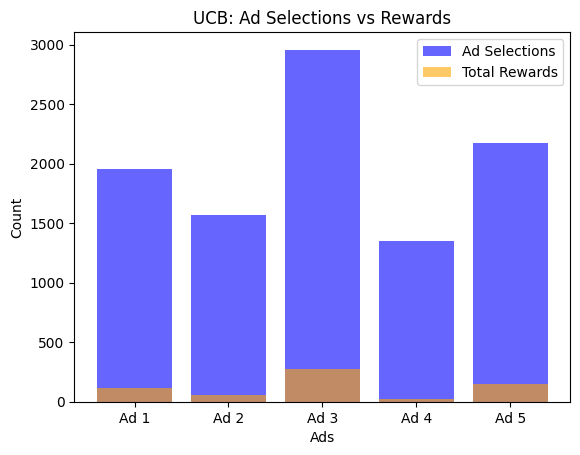 UCB: Ad Selections vs Rewards
Ad Selections
Total Rewards
3000
2500
2000
1500
1000
500
0
Count
Ad 1 Ad 2 Ad 3 Ad 4 Ad 5
Ads